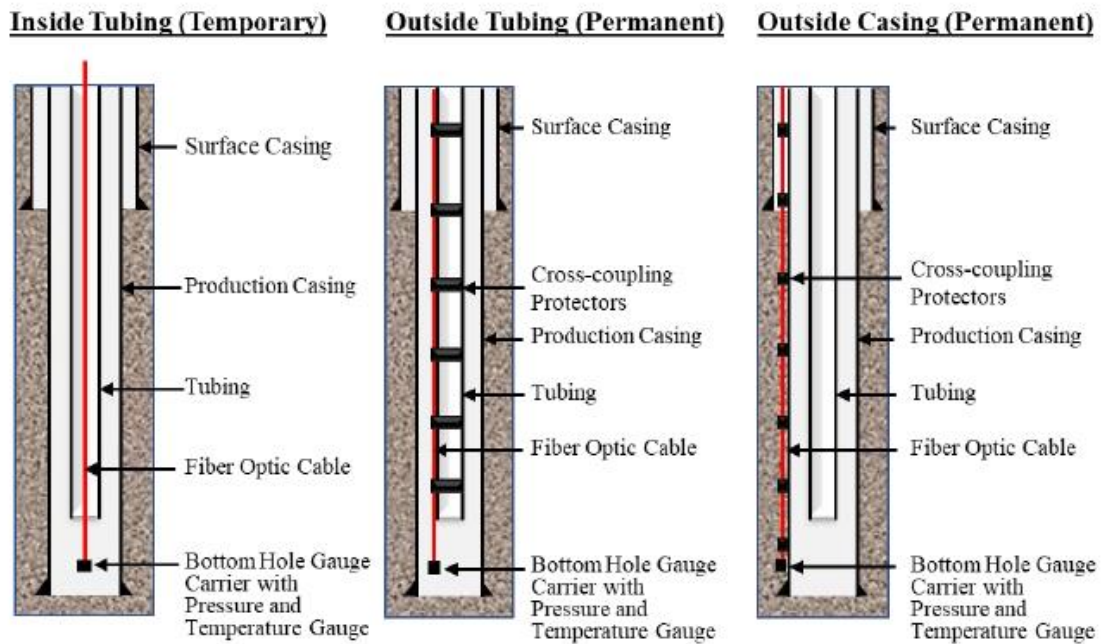 Inside Tubing (Temporary)
Surface Casing
Production Casing
Tubing
Fiber Optic Cable
Bottom Hole Gauge
Carrier with
Pressure and
Temperature Gauge
Outside Tubing (Permanent)
Surface Casing
Cross-coupling
Protectors
Production Casing
Tubing
Fiber Optic Cable
Bottom Hole Gauge
Carrier with
Pressure and
Temperature Gauge
Outside Casing (Permanent)
Surface Casing
Cross-coupling
Protectors
Production Casing
Tubing
Fiber Optic Cable
Bottom Hole Gauge
Carrier with
Pressure and
Temperature Gauge